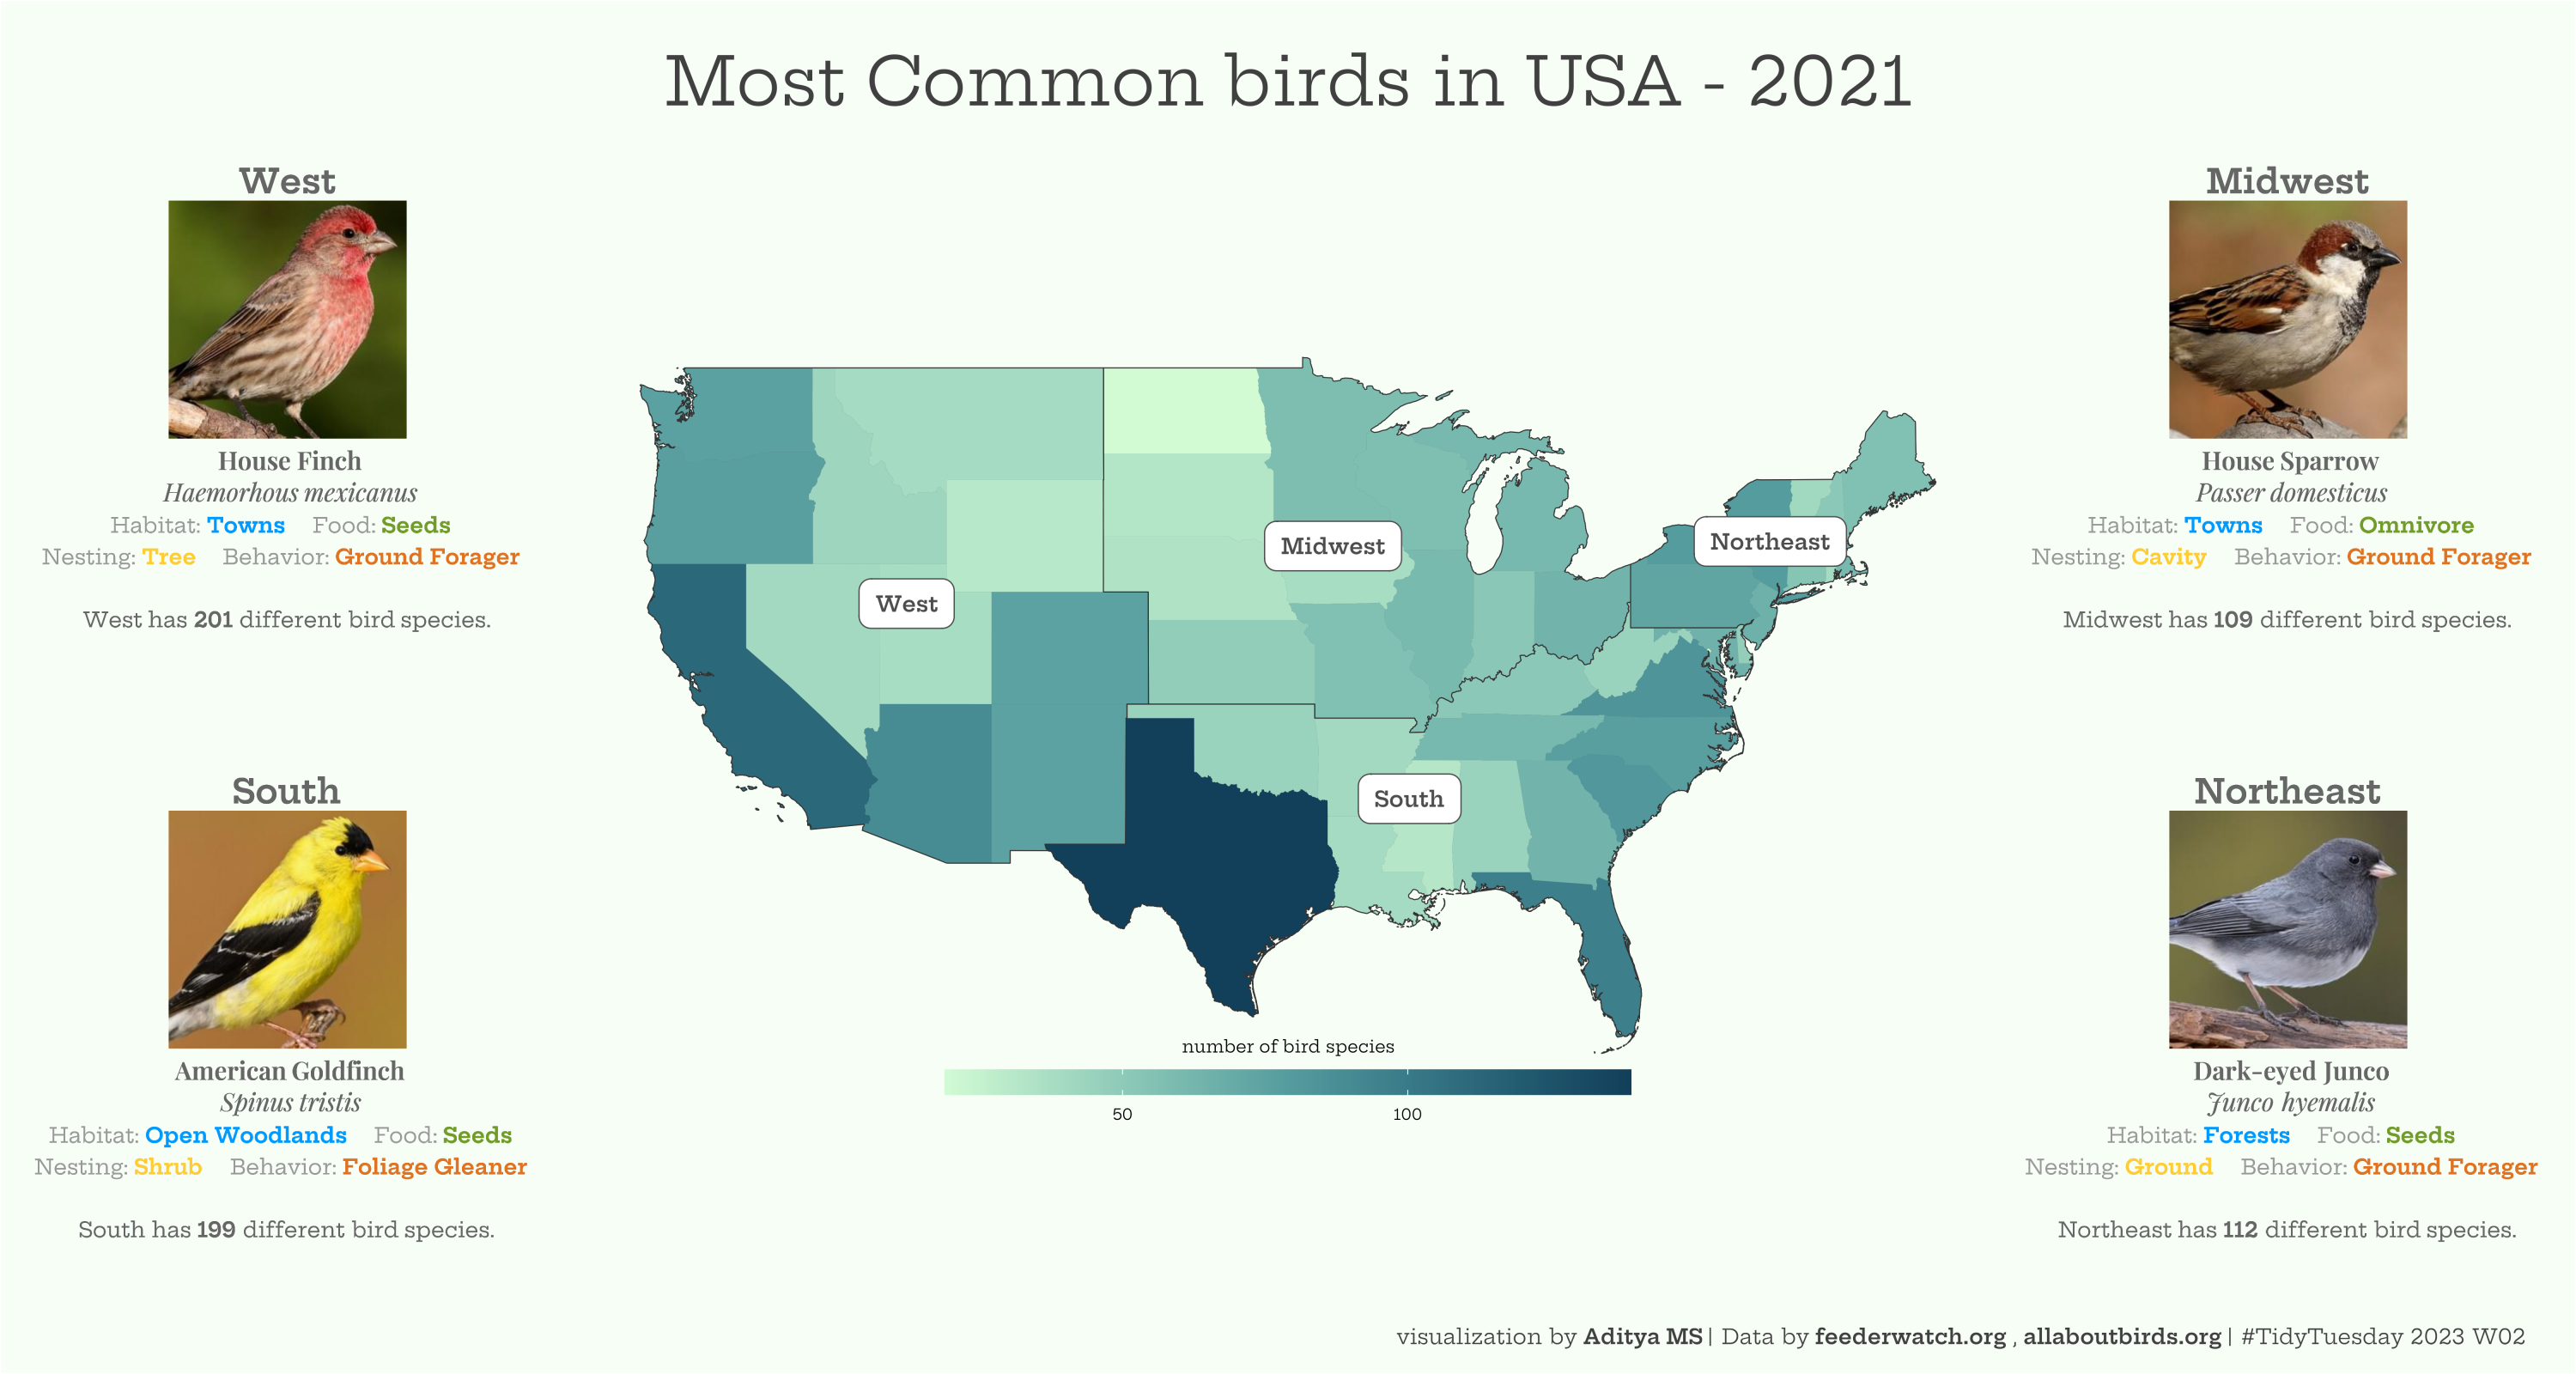 Most Common birds in USA - 2021
West
House Finch
Haemorhous mexicanus
Habitat: Towns Food: Seeds
Nesting: Tree Behavior: Ground Forager
West has 201 different bird species.
South
American Goldfinch
Spinus tristis
Habitat: Open Woodlands Food: Seeds
Nesting: Shrub Behavior: Foliage Gleaner
South has 199 different bird species.
Midwest
Northeast
West
South
number of bird species
50 100
Midwest
House Sparrow
Passer domesticus
Habitat: Towns Food: Omnivore
Nesting: Cavity Behavior: Ground Forager
Midwest has 109 different bird species.
Northeast
Dark-eyed Junco
Junco hyemalis
Habitat: Forests Food: Seeds
Nesting: Ground Behavior: Ground Forager
Northeast has 112 different bird species.
visualization by Aditya MS | Data by feederwatch.org , allaboutbirds.org | #TidyTuesday 2023 W02